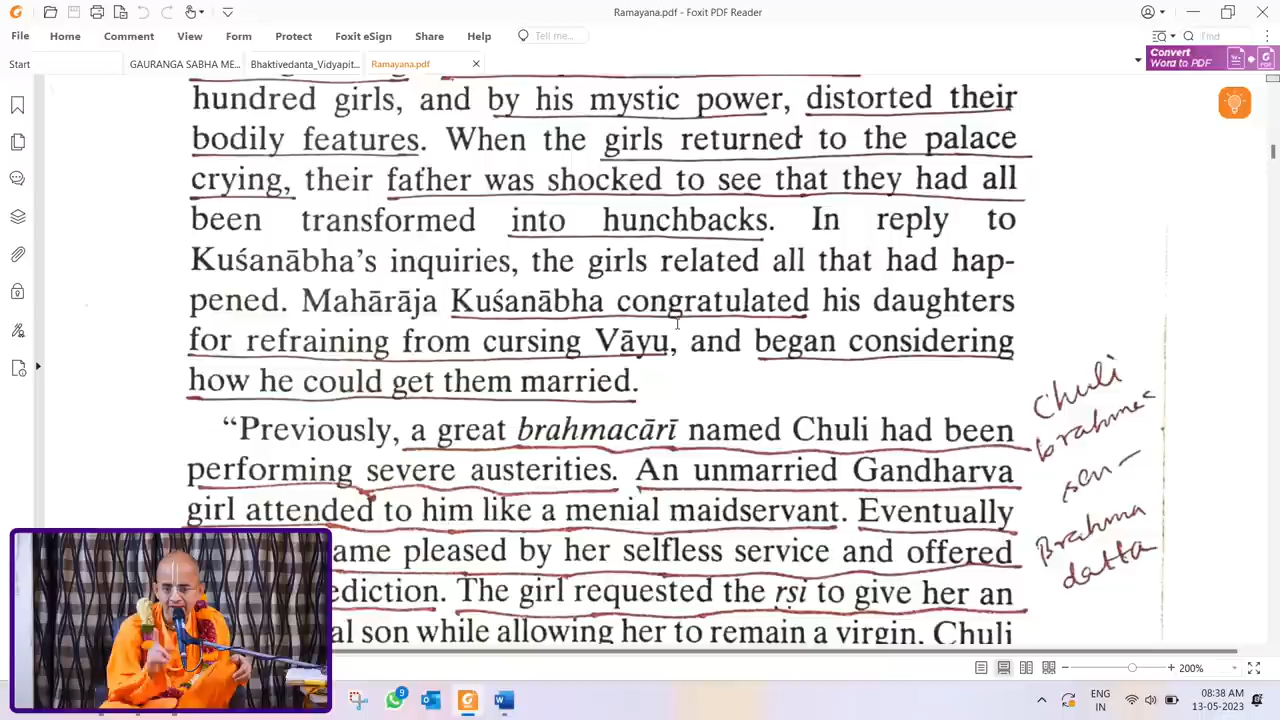 Ramayana.pdf - Foxit PDF Reader
File Home Comment View Form Protect Foxit eSign Share Help Tell me... Find
Start GAURANGA SABHA ME... Bhaktivedanta_Vidyapit... Ramayana.pdf
Convert
Word to PDF
hundred girls, and by his mystic power, distorted their
bodily features. When the girls returned to the palace
crying, their father was shocked to see that they had all
been transformed into hunchbacks. In reply to
Kuśanābha's inquiries, the girls related all that had hap-
pened. Mahārāja Kuśanābha congratulated his daughters
for refraining from cursing Vāyu, and began considering
how he could get them married.
"Previously, a great brahmacārī named Chuli had been
performing severe austerities. An unmarried Gandharva
girl attended to him like a menial maidservant. Eventually
ame pleased by her selfless service and offered
ediction. The girl requested the ṛṣi to give her an
al son while allowing her to remain a virgin. Chuli
Chuli
Brahma
datta
200%
9
ENG
IN
08:38 AM
13-05-2023